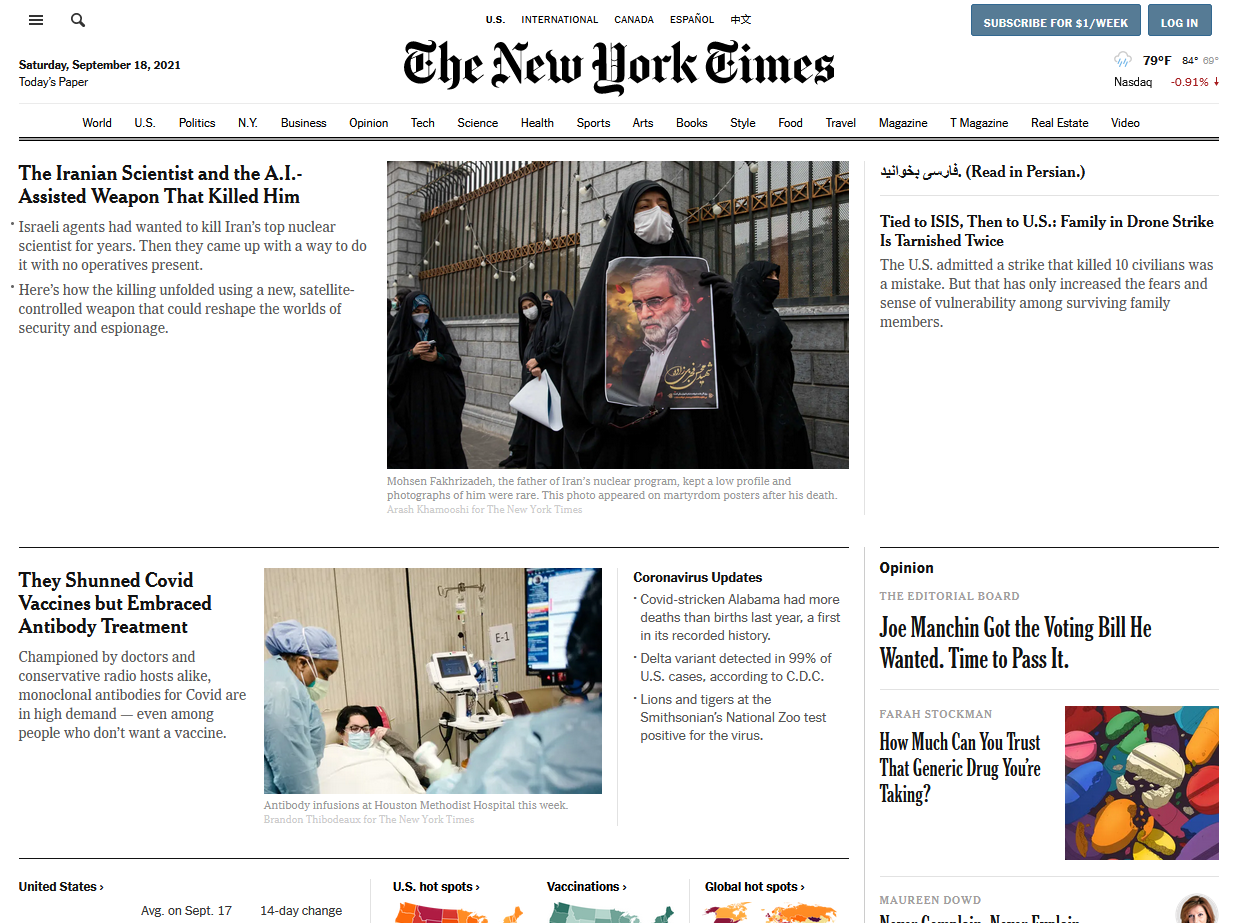 U.S. INTERNATIONAL CANADA ESPAÑOL 中文
SUBSCRIBE FOR $1/WEEK
LOG IN
Saturday, September 18, 2021
Today's Paper
The New York Times
79°F 84° 69°
Nasdaq -0.91% ↓
World U.S. Politics N.Y. Business Opinion Tech Science Health Sports Arts Books Style Food Travel Magazine T Magazine Real Estate Video
The Iranian Scientist and the A.I.-
Assisted Weapon That Killed Him
• Israeli agents had wanted to kill Iran's top nuclear
scientist for years. Then they came up with a way to do
it with no operatives present.
• Here's how the killing unfolded using a new, satellite-
controlled weapon that could reshape the worlds of
security and espionage.
شهید محسن فخری زاده
Mohsen Fakhrizadeh, the father of Iran's nuclear program, kept a low profile and
photographs of him were rare. This photo appeared on martyrdom posters after his death.
Arash Khamooshi for The New York Times
فارسی بخوانید. (Read in Persian.)
Tied to ISIS, Then to U.S.: Family in Drone Strike
Is Tarnished Twice
The U.S. admitted a strike that killed 10 civilians was
a mistake. But that has only increased the fears and
sense of vulnerability among surviving family
members.
They Shunned Covid
Vaccines but Embraced
Antibody Treatment
Championed by doctors and
conservative radio hosts alike,
monoclonal antibodies for Covid are
in high demand — even among
people who don't want a vaccine.
E-1
Antibody infusions at Houston Methodist Hospital this week.
Brandon Thibodeaux for The New York Times
Coronavirus Updates
• Covid-stricken Alabama had more
deaths than births last year, a first
in its recorded history.
• Delta variant detected in 99% of
U.S. cases, according to C.D.C.
• Lions and tigers at the
Smithsonian's National Zoo test
positive for the virus.
Opinion
THE EDITORIAL BOARD
Joe Manchin Got the Voting Bill He
Wanted. Time to Pass It.
FARAH STOCKMAN
How Much Can You Trust
That Generic Drug You're
Taking?
MAUREEN DOWD
Never Complain, Never Explain
United States ›
Avg. on Sept. 17 14-day change
U.S. hot spots ›
Vaccinations ›
Global hot spots ›